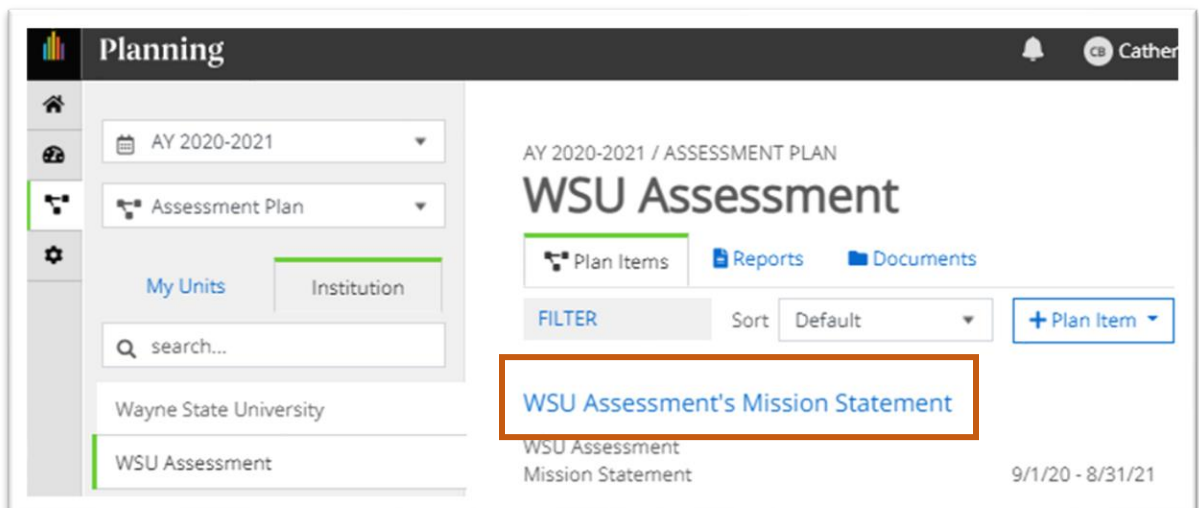 Planning
CB Cather
AY 2020-2021
Assessment Plan
My Units Institution
search...
Wayne State University
WSU Assessment
AY 2020-2021 / ASSESSMENT PLAN
WSU Assessment
Plan Items Reports Documents
FILTER Sort Default + Plan Item
WSU Assessment's Mission Statement
WSU Assessment
Mission Statement 9/1/20 - 8/31/21